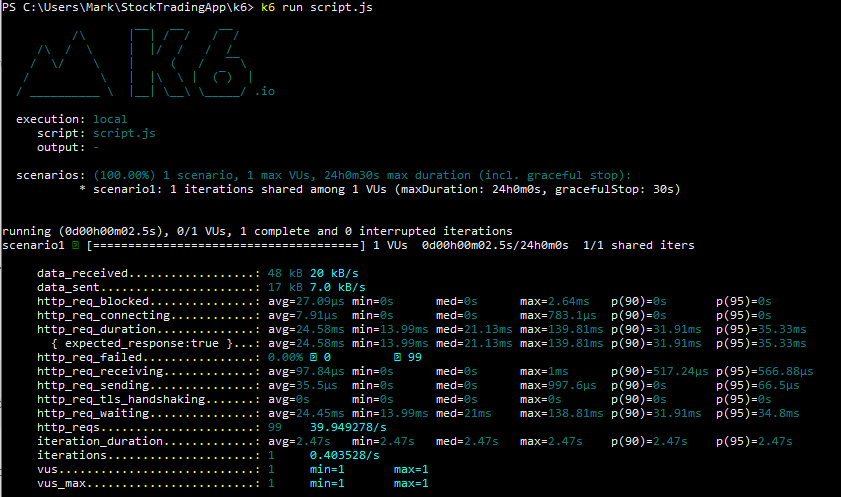 PS C:\Users\Mark\StockTradingApp\k6> k6 run script.js
.io
execution: local
script: script.js
output: -
scenarios: (100.00%) 1 scenario, 1 max VUs, 24h0m30s max duration (incl. graceful stop):
* scenario1: 1 iterations shared among 1 VUs (maxDuration: 24h0m0s, gracefulStop: 30s)
running (0d00h00m02.5s), 0/1 VUs, 1 complete and 0 interrupted iterations
scenario1 [======================================] 1 VUs 0d00h00m02.5s/24h0m0s 1/1 shared iters
data_received..................: 48 kB 20 kB/s
data_sent......................: 17 kB 7.0 kB/s
http_req_blocked...............: avg=27.09µs min=0s med=0s max=2.64ms p(90)=0s p(95)=0s
http_req_connecting............: avg=7.91µs min=0s med=0s max=783.1µs p(90)=0s p(95)=0s
http_req_duration..............: avg=24.58ms min=13.99ms med=21.13ms max=139.81ms p(90)=31.91ms p(95)=35.33ms
{ expected_response:true }...: avg=24.58ms min=13.99ms med=21.13ms max=139.81ms p(90)=31.91ms p(95)=35.33ms
http_req_failed................: 0.00% 0 99
http_req_receiving.............: avg=97.84µs min=0s med=0s max=1ms p(90)=517.24µs p(95)=566.88µs
http_req_sending...............: avg=35.5µs min=0s med=0s max=997.6µs p(90)=0s p(95)=66.5µs
http_req_tls_handshaking.......: avg=0s min=0s med=0s max=0s p(90)=0s p(95)=0s
http_req_waiting...............: avg=24.45ms min=13.99ms med=21ms max=138.81ms p(90)=31.91ms p(95)=34.8ms
http_reqs......................: 99 39.949278/s
iteration_duration.............: avg=2.47s min=2.47s med=2.47s max=2.47s p(90)=2.47s p(95)=2.47s
iterations.....................: 1 0.403528/s
vus............................: 1 min=1 max=1
vus_max........................: 1 min=1 max=1